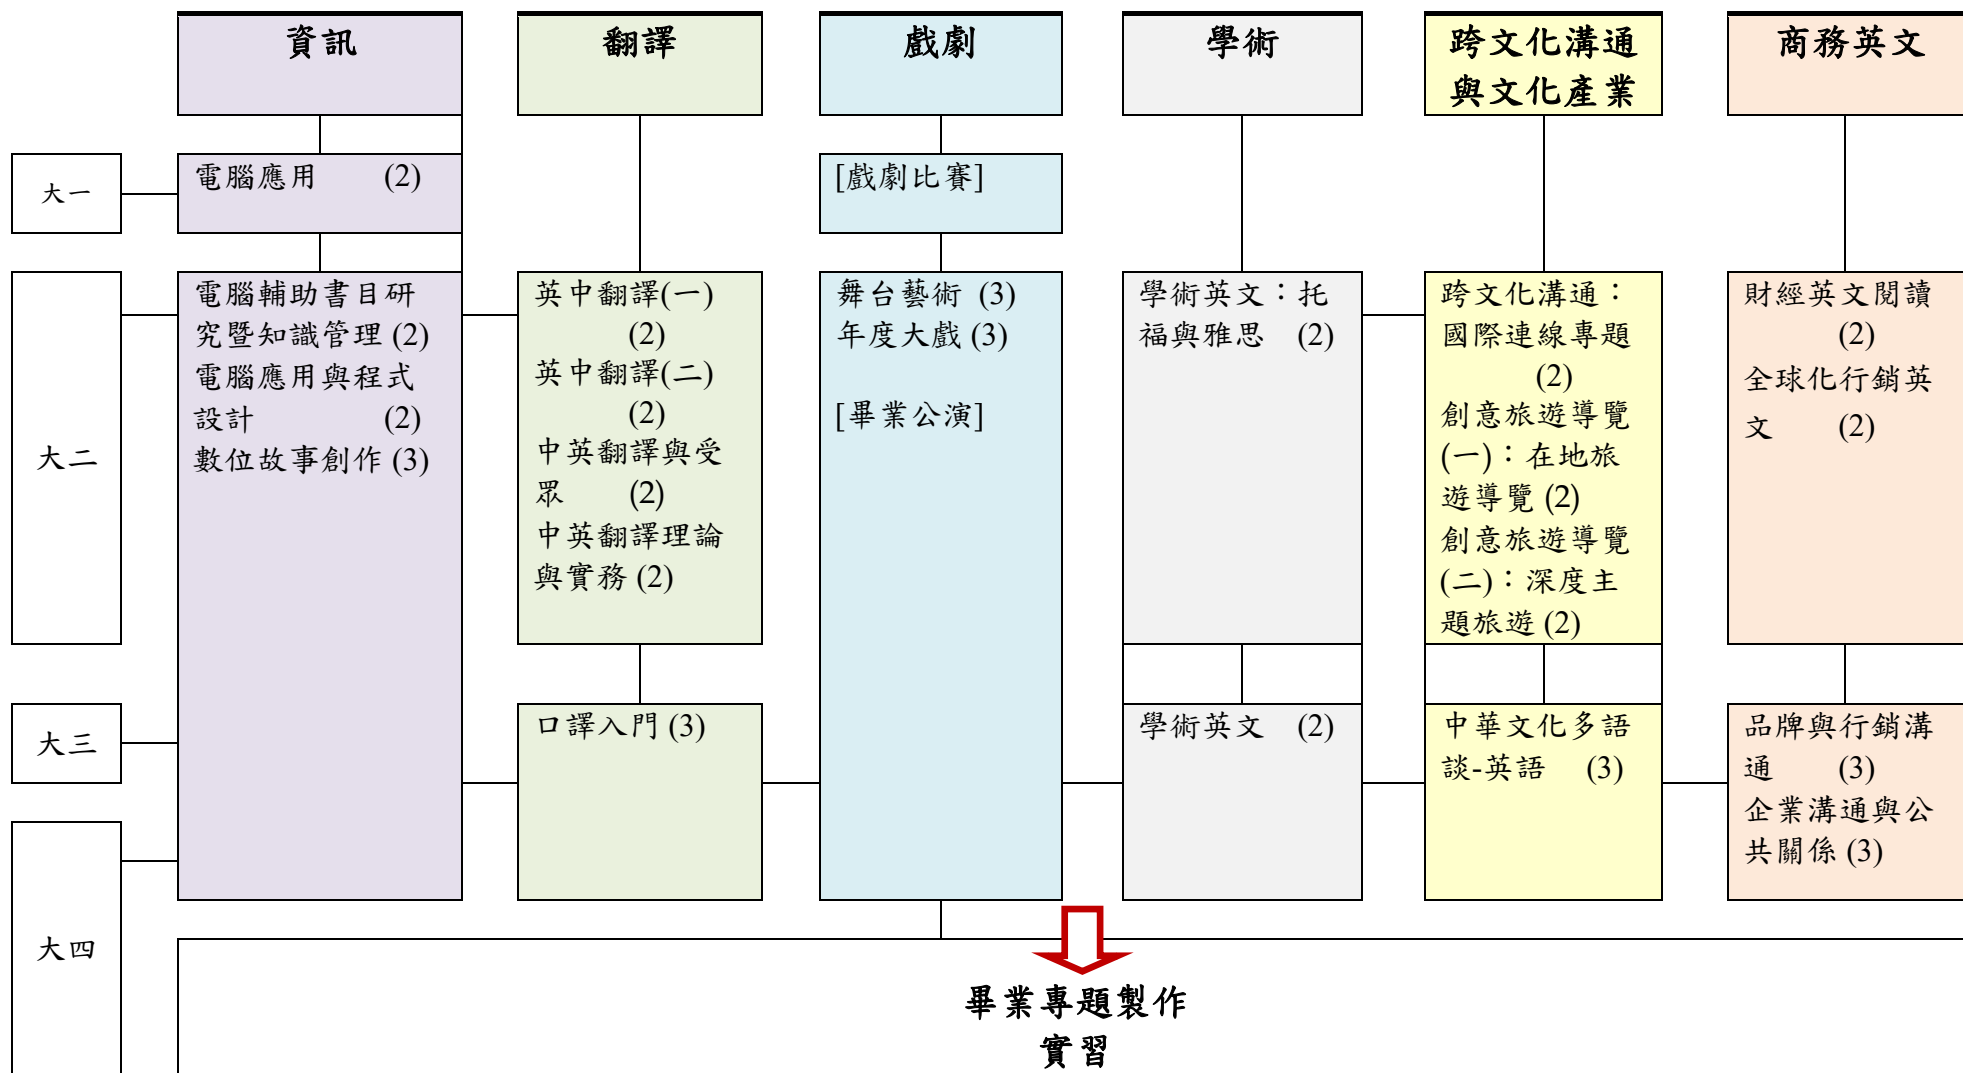 資訊
翻譯
戲劇
學術
跨文化溝通
與文化產業
商務英文
大一
電腦應用 (2)
[戲劇比賽]
大二
電腦輔助書目研
究暨知識管理 (2)
電腦應用與程式
設計 (2)
數位故事創作 (3)
英中翻譯(一)
(2)
英中翻譯(二)
(2)
中英翻譯與受
眾 (2)
中英翻譯理論
與實務 (2)
舞台藝術 (3)
年度大戲 (3)
[畢業公演]
學術英文：托
福與雅思 (2)
跨文化溝通：
國際連線專題
(2)
創意旅遊導覽
(一)：在地旅
遊導覽 (2)
創意旅遊導覽
(二)：深度主
題旅遊 (2)
財經英文閱讀
(2)
全球化行銷英
文 (2)
大三
口譯入門 (3)
學術英文 (2)
中華文化多語
談-英語 (3)
品牌與行銷溝
通 (3)
企業溝通與公
共關係 (3)
大四
畢業專題製作
實習